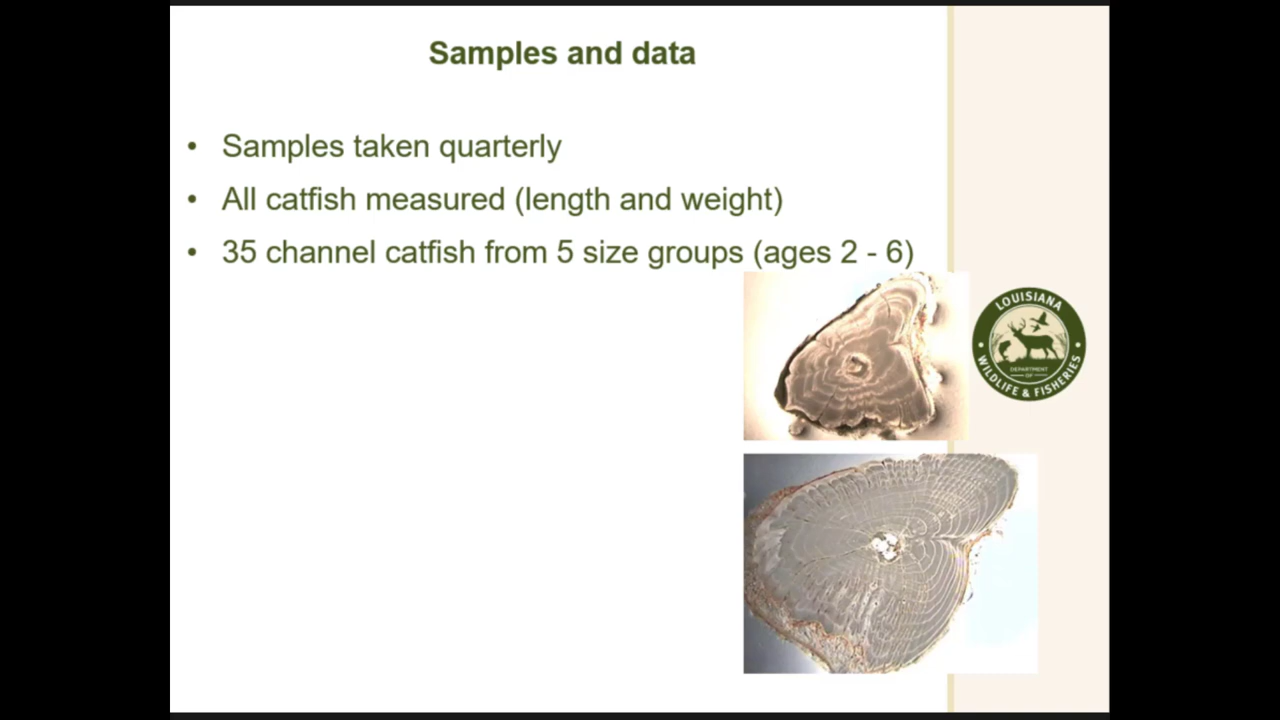 Samples and data
• Samples taken quarterly
• All catfish measured (length and weight)
• 35 channel catfish from 5 size groups (ages 2 - 6)
LOUISIANA
DEPARTMENT
OF
WILDLIFE & FISHERIES